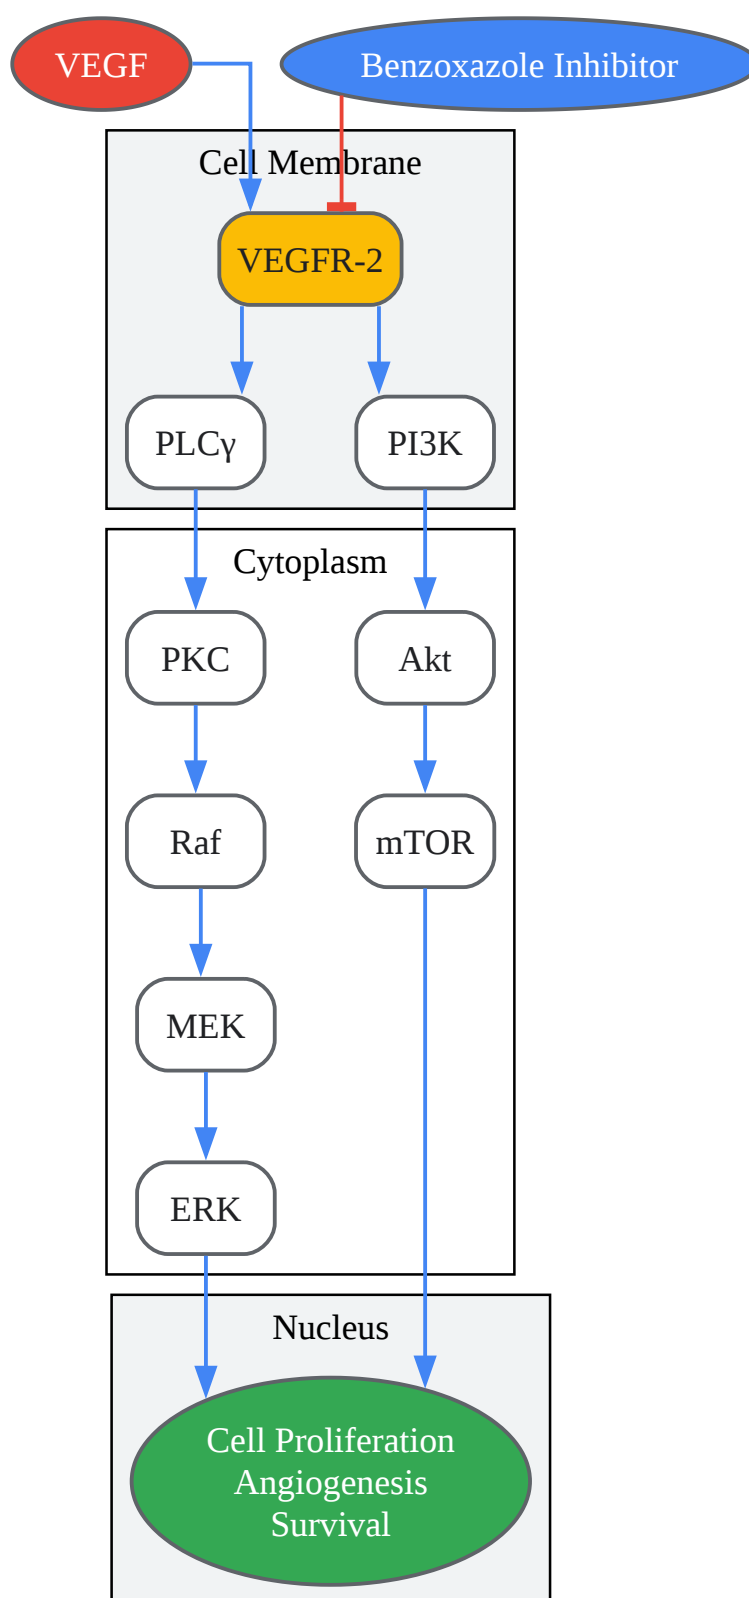 VEGF
Benzoxazole Inhibitor
Cell Membrane
VEGFR-2
PLCγ
PI3K
Cytoplasm
PKC
Akt
Raf
mTOR
MEK
ERK
Nucleus
Cell Proliferation
Angiogenesis
Survival